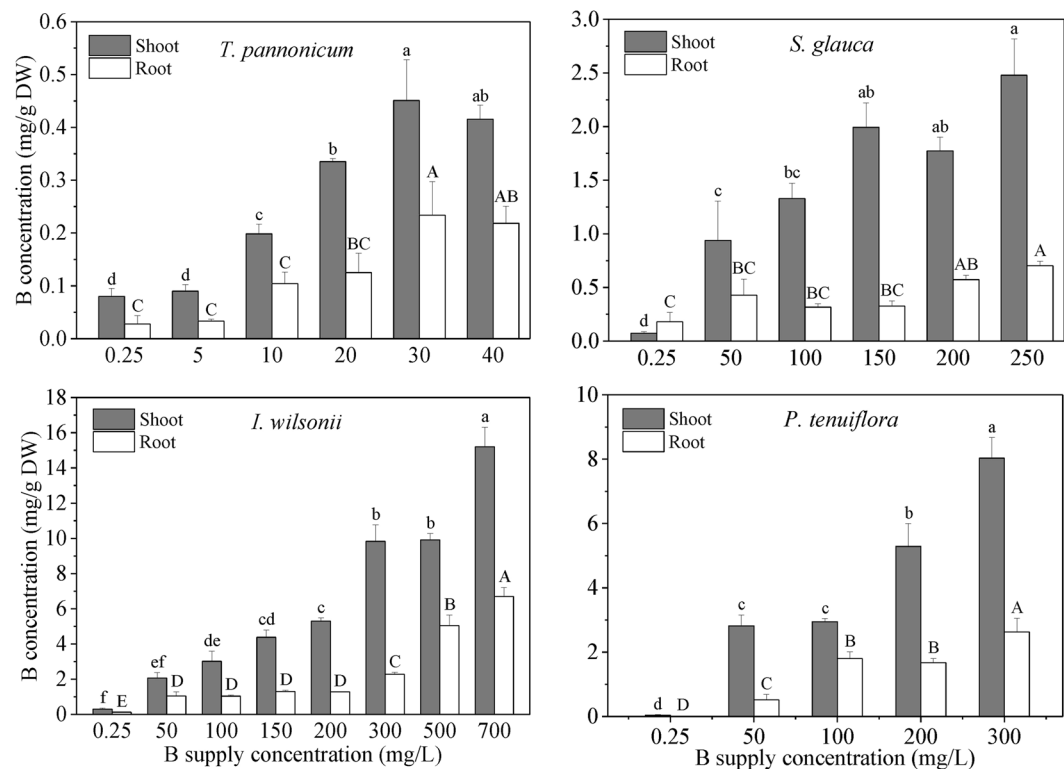 T. pannonicum
Shoot
Root
B concentration (mg/g DW)
0.6
0.5
0.4
0.3
0.2
0.1
0.0
d C d C c C b BC a A ab AB
0.25 5 10 20 30 40
S. glauca
Shoot
Root
3.0
2.5
2.0
1.5
1.0
0.5
0.0
d C c BC bc BC ab BC ab AB a A
0.25 50 100 150 200 250
I. wilsonii
Shoot
Root
B concentration (mg/g DW)
18
16
14
12
10
8
6
4
2
0
f E ef D de D cd D c D b C b B a A
0.25 50 100 150 200 300 500 700
B supply concentration (mg/L)
P. tenuiflora
Shoot
Root
10
8
6
4
2
0
d D c C c B b B a A
0.25 50 100 200 300
B supply concentration (mg/L)